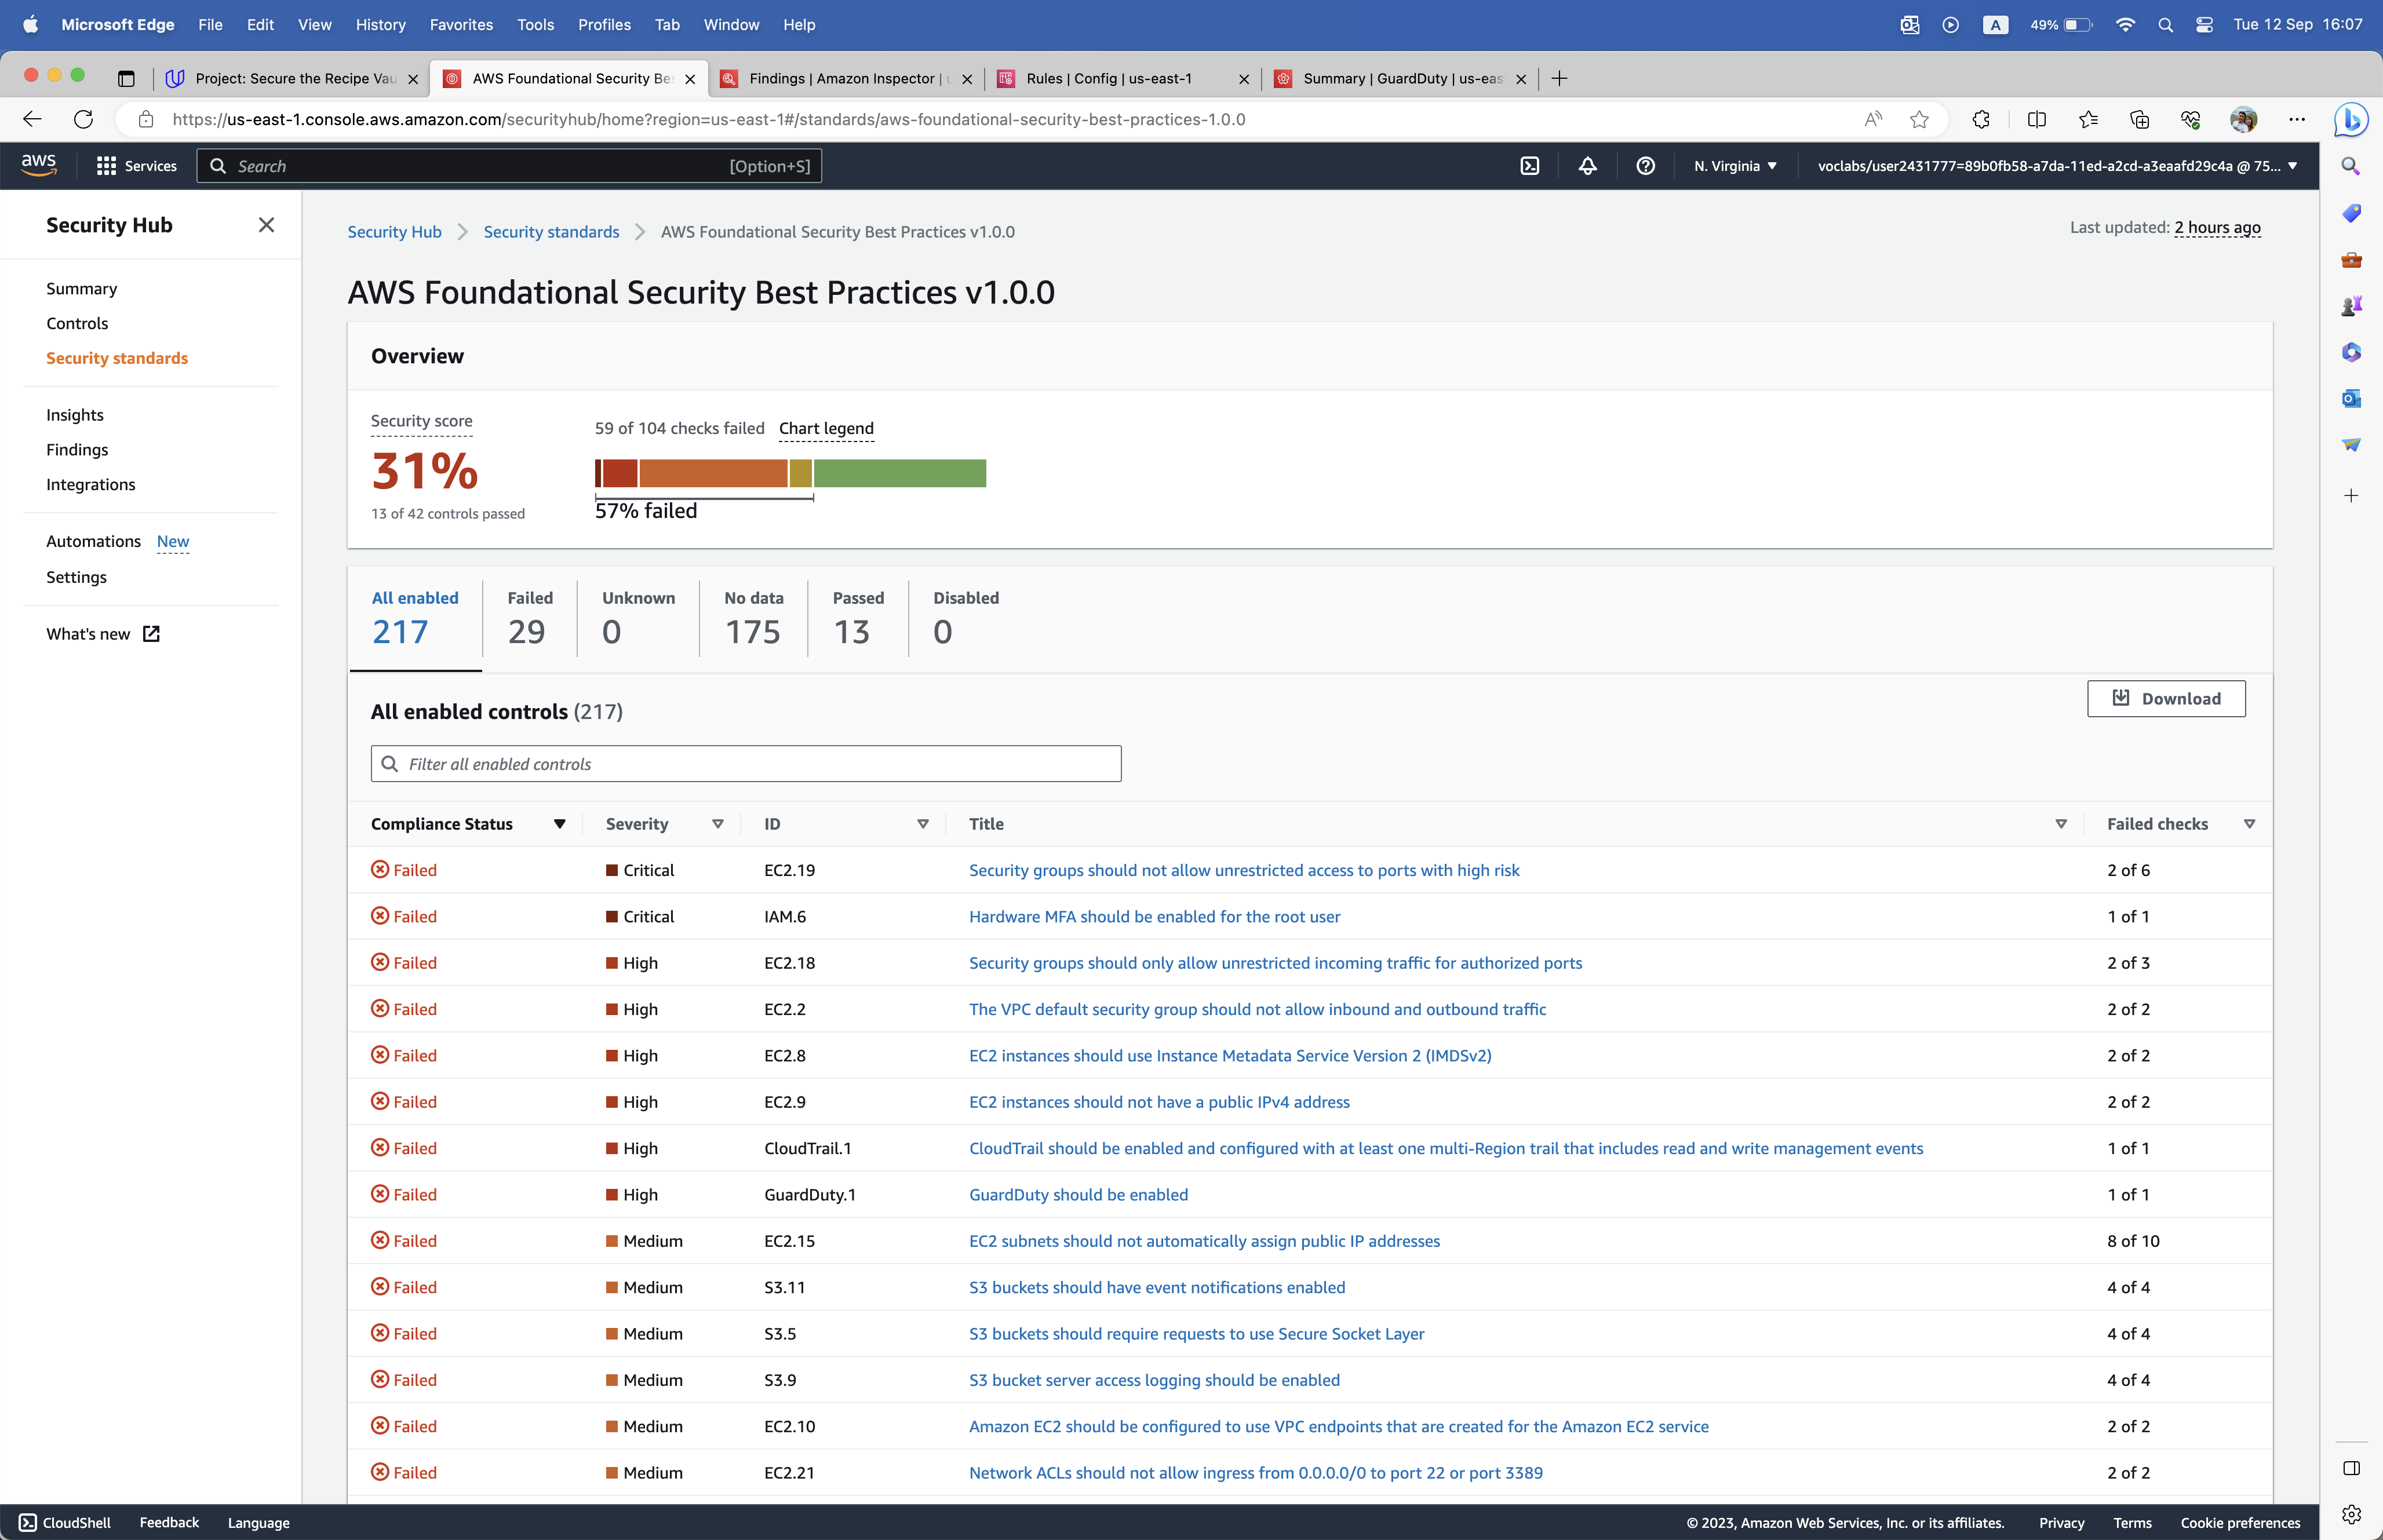 Microsoft Edge File Edit View History Favorites Tools Profiles Tab Window Help A 49% Tue 12 Sep 16:07
Project: Secure the Recipe Vau AWS Foundational Security Be Findings | Amazon Inspector | Rules | Config | us-east-1 Summary | GuardDuty | us-eas
https://us-east-1.console.aws.amazon.com/securityhub/home?region=us-east-1#/standards/aws-foundational-security-best-practices-1.0.0
aws Services Search [Option+S] N. Virginia voclabs/user2431777=89b0fb58-a7da-11ed-a2cd-a3eaafd29c4a @ 75...
Security Hub
Summary
Controls
Security standards
Insights
Findings
Integrations
Automations New
Settings
What's new
Security Hub Security standards AWS Foundational Security Best Practices v1.0.0 Last updated: 2 hours ago
AWS Foundational Security Best Practices v1.0.0
Overview
Security score
31%
13 of 42 controls passed
59 of 104 checks failed Chart legend
57% failed
All enabled Failed Unknown No data Passed Disabled
217 29 0 175 13 0
All enabled controls (217) Download
Filter all enabled controls
Compliance Status Severity ID Title Failed checks
Failed Critical EC2.19 Security groups should not allow unrestricted access to ports with high risk 2 of 6
Failed Critical IAM.6 Hardware MFA should be enabled for the root user 1 of 1
Failed High EC2.18 Security groups should only allow unrestricted incoming traffic for authorized ports 2 of 3
Failed High EC2.2 The VPC default security group should not allow inbound and outbound traffic 2 of 2
Failed High EC2.8 EC2 instances should use Instance Metadata Service Version 2 (IMDSv2) 2 of 2
Failed High EC2.9 EC2 instances should not have a public IPv4 address 2 of 2
Failed High CloudTrail.1 CloudTrail should be enabled and configured with at least one multi-Region trail that includes read and write management events 1 of 1
Failed High GuardDuty.1 GuardDuty should be enabled 1 of 1
Failed Medium EC2.15 EC2 subnets should not automatically assign public IP addresses 8 of 10
Failed Medium S3.11 S3 buckets should have event notifications enabled 4 of 4
Failed Medium S3.5 S3 buckets should require requests to use Secure Socket Layer 4 of 4
Failed Medium S3.9 S3 bucket server access logging should be enabled 4 of 4
Failed Medium EC2.10 Amazon EC2 should be configured to use VPC endpoints that are created for the Amazon EC2 service 2 of 2
Failed Medium EC2.21 Network ACLs should not allow ingress from 0.0.0.0/0 to port 22 or port 3389 2 of 2
CloudShell Feedback Language © 2023, Amazon Web Services, Inc. or its affiliates. Privacy Terms Cookie preferences